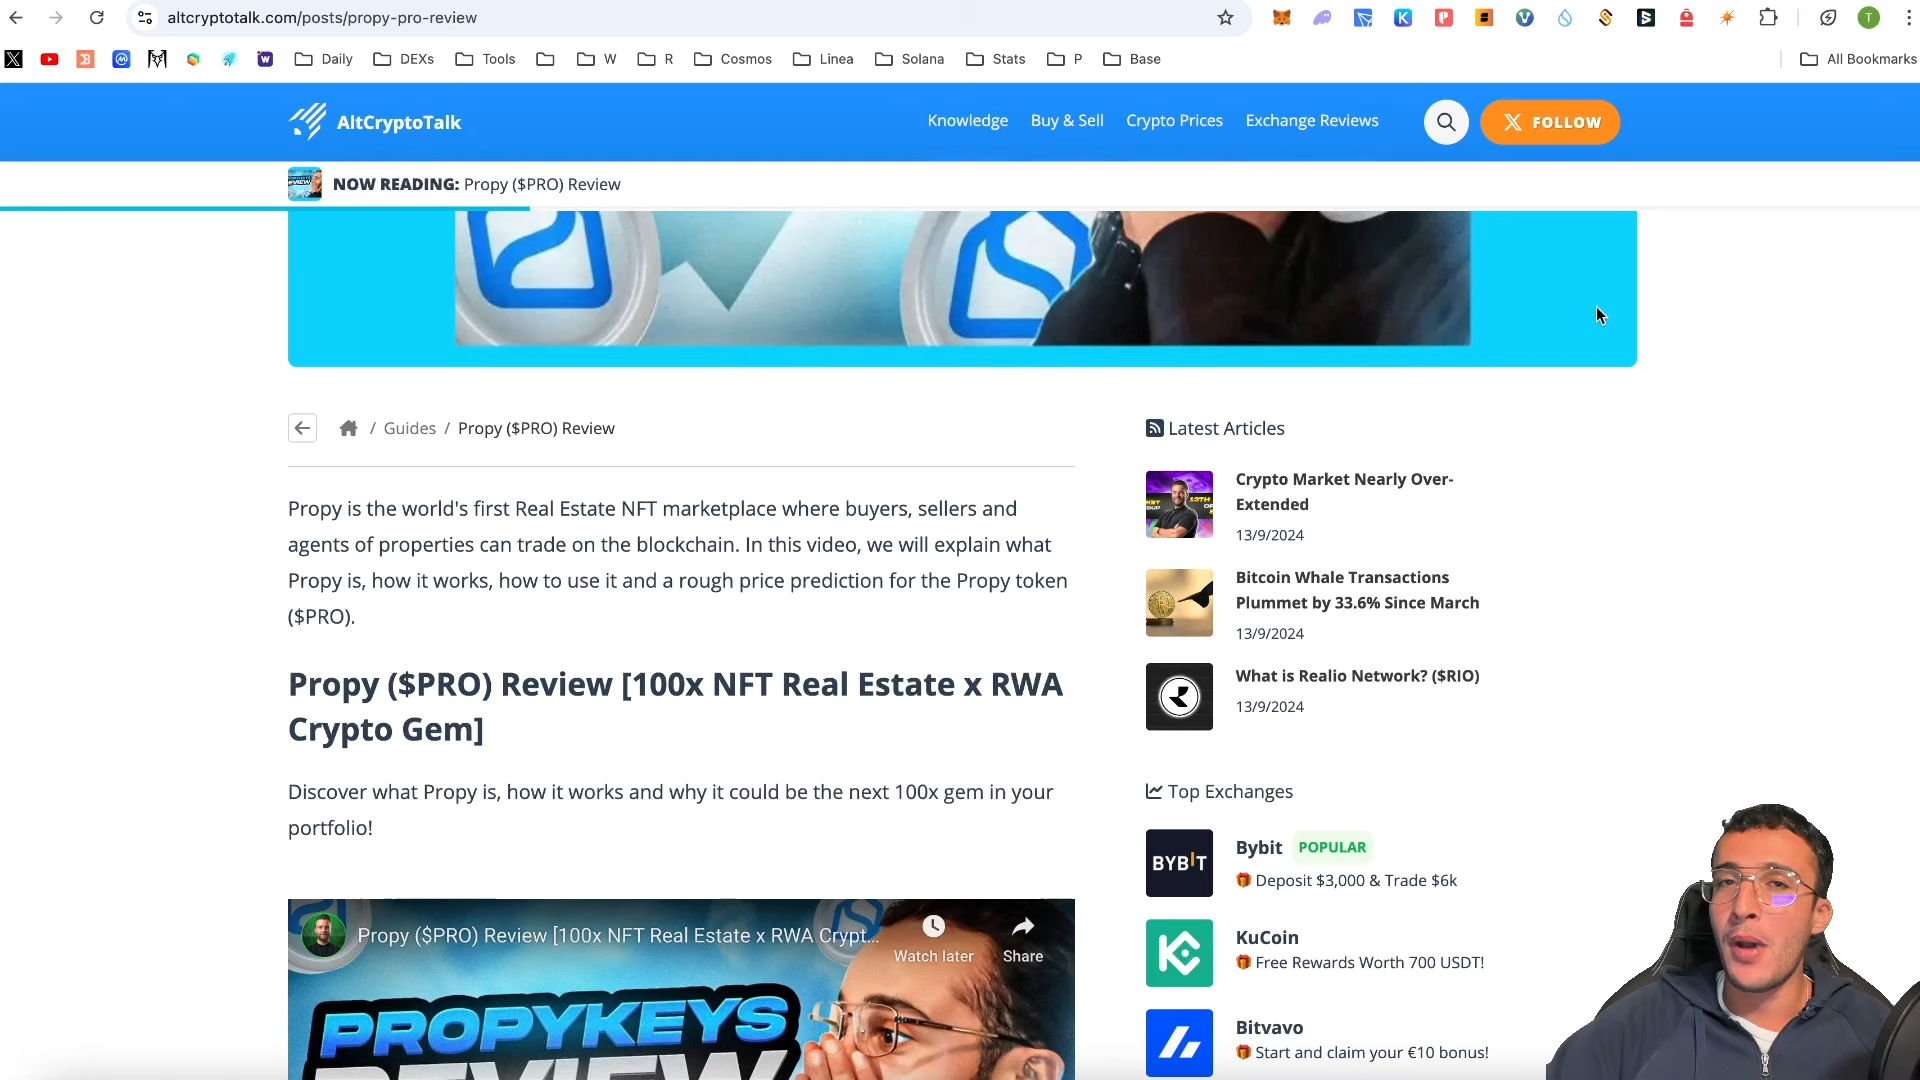 altcryptotalk.com/posts/propy-pro-review
T
Daily
DEXs
Tools
W
R
Cosmos
Linea
Solana
Stats
P
Base
All Bookmarks
AltCryptoTalk
Knowledge
Buy & Sell
Crypto Prices
Exchange Reviews
FOLLOW
NOW READING: Propy ($PRO) Review
/ Guides / Propy ($PRO) Review
Propy is the world's first Real Estate NFT marketplace where buyers, sellers and
agents of properties can trade on the blockchain. In this video, we will explain what
Propy is, how it works, how to use it and a rough price prediction for the Propy token
($PRO).
Propy ($PRO) Review [100x NFT Real Estate x RWA
Crypto Gem]
Discover what Propy is, how it works and why it could be the next 100x gem in your
portfolio!
Propy ($PRO) Review [100x NFT Real Estate x RWA Crypt...
Watch later
Share
PROPYKEYS
REVIEW
Latest Articles
Crypto Market Nearly Over-
Extended
13/9/2024
Bitcoin Whale Transactions
Plummet by 33.6% Since March
13/9/2024
What is Realio Network? ($RIO)
13/9/2024
Top Exchanges
BYBIT
Bybit POPULAR
Deposit $3,000 & Trade $6k
KuCoin
Free Rewards Worth 700 USDT!
Bitvavo
Start and claim your €10 bonus!